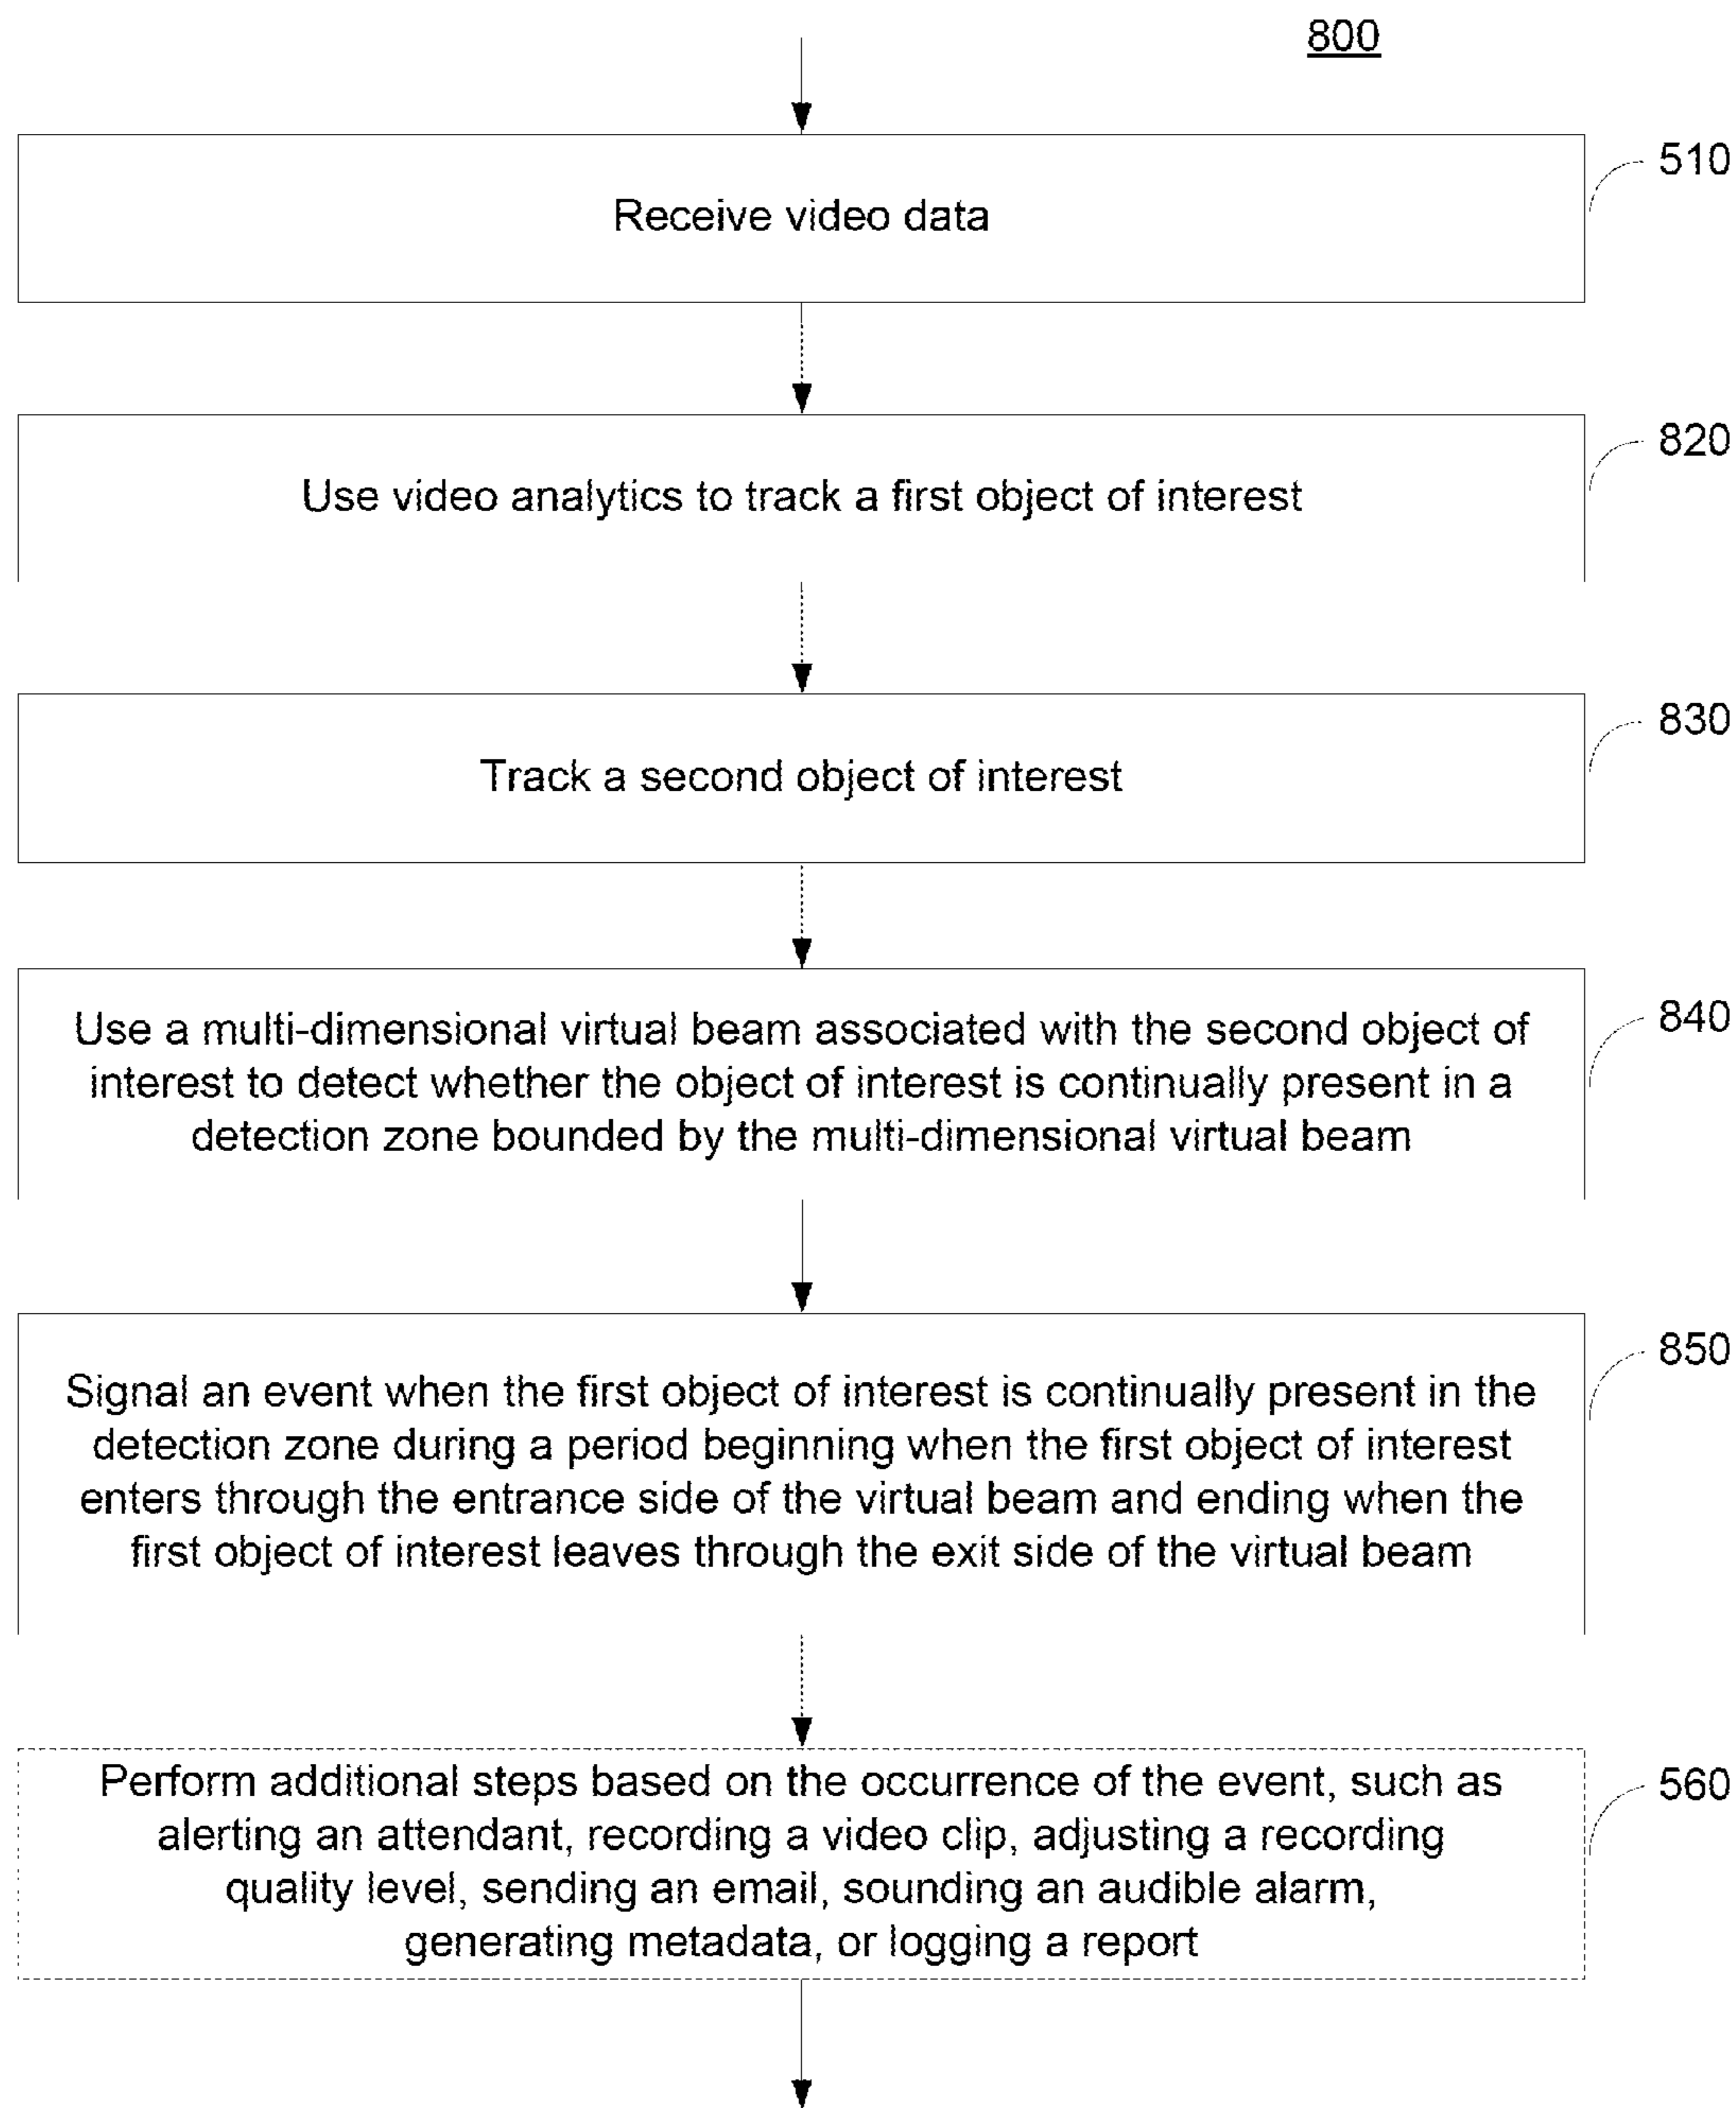 800
510
Receive video data
820
Use video analytics to track a first object of interest
830
Track a second object of interest
840
Use a multi-dimensional virtual beam associated with the second object of
interest to detect whether the object of interest is continually present in a
detection zone bounded by the multi-dimensional virtual beam
850
Signal an event when the first object of interest is continually present in the
detection zone during a period beginning when the first object of interest
enters through the entrance side of the virtual beam and ending when the
first object of interest leaves through the exit side of the virtual beam
560
Perform additional steps based on the occurrence of the event, such as
alerting an attendant, recording a video clip, adjusting a recording
quality level, sending an email, sounding an audible alarm,
generating metadata, or logging a report